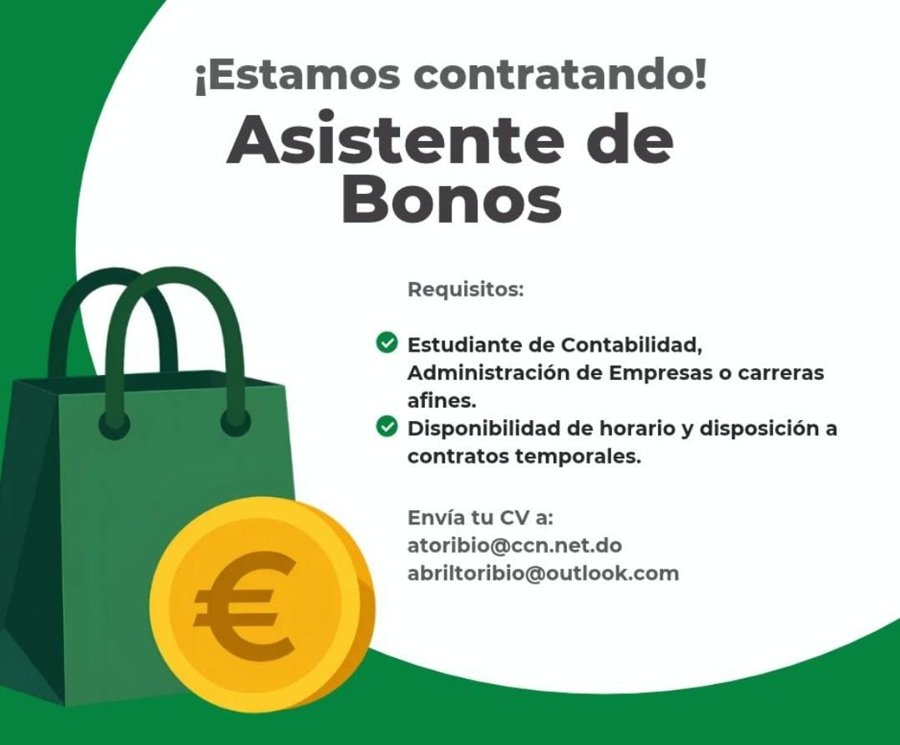 ¡Estamos contratando!
Asistente de
Bonos
Requisitos:
Estudiante de Contabilidad,
Administración de Empresas o carreras
afines.
Disponibilidad de horario y disposición a
contratos temporales.
Envía tu CV a:
atoribio@ccn.net.do
abriltoribio@outlook.com
€